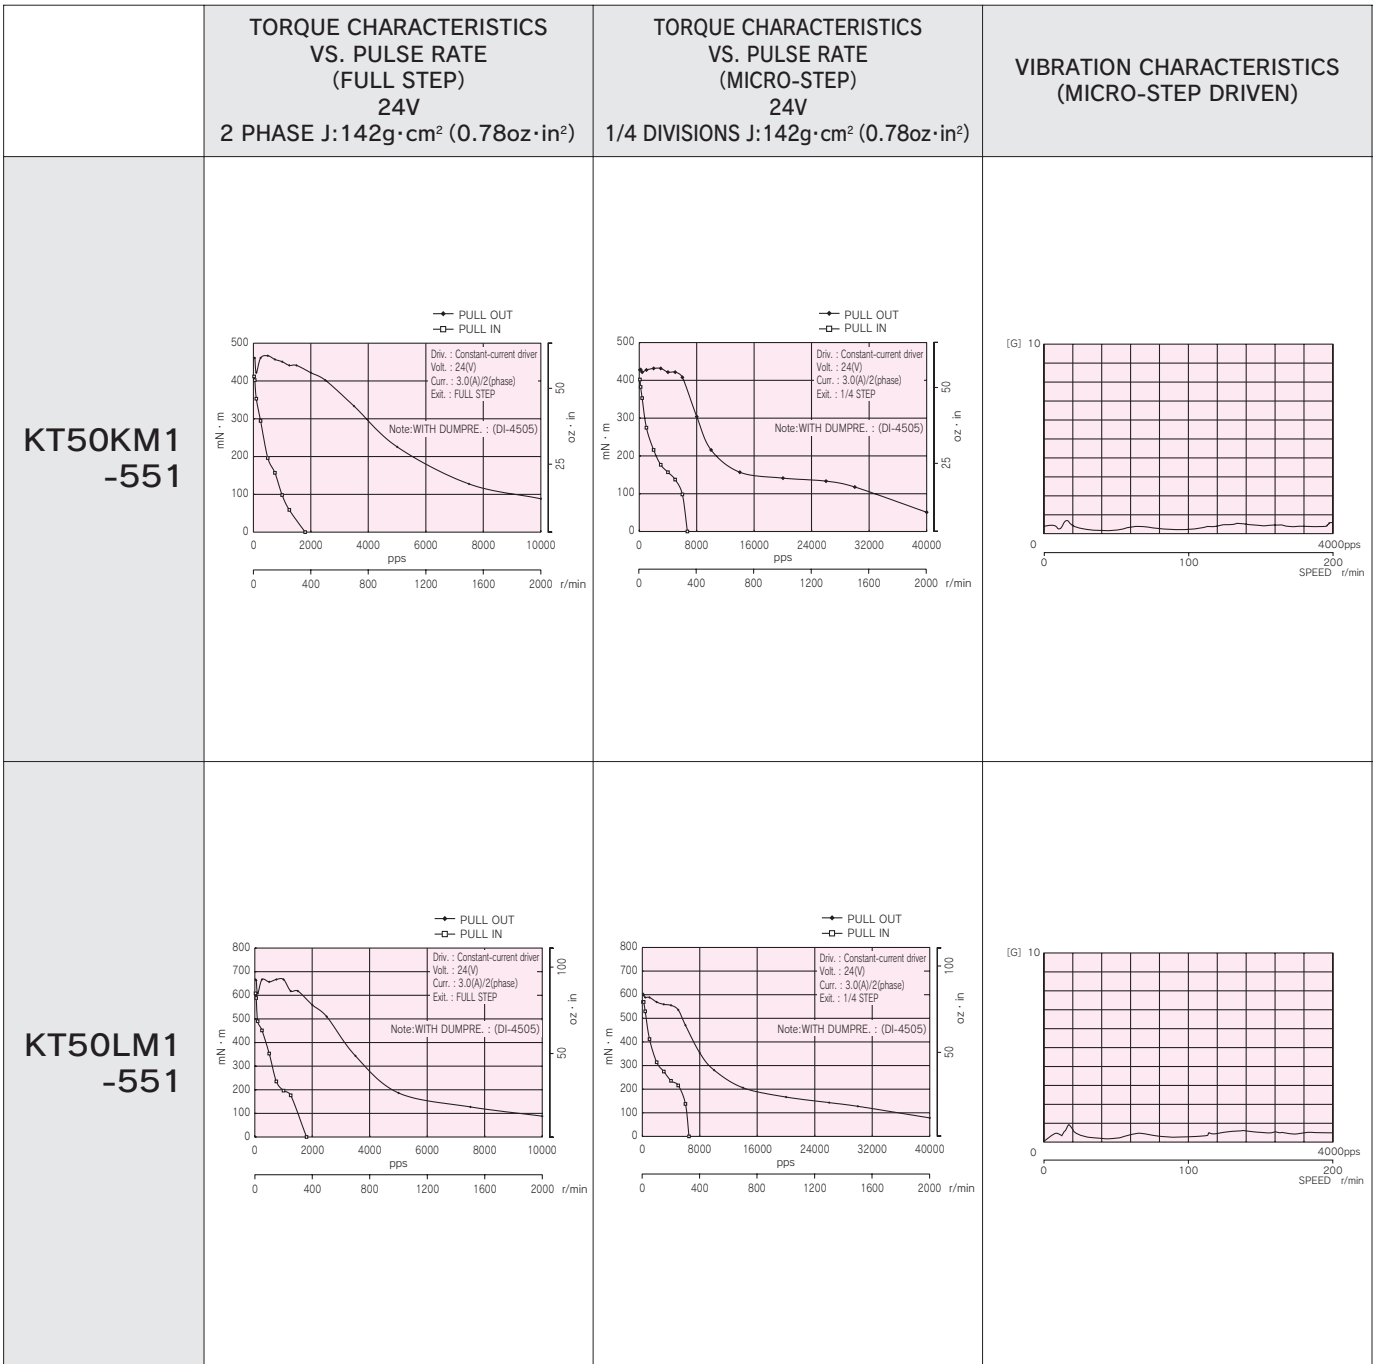 TORQUE CHARACTERISTICS
VS. PULSE RATE
(FULL STEP)
24V
2 PHASE J:142g·cm² (0.78oz·in²)
TORQUE CHARACTERISTICS
VS. PULSE RATE
(MICRO-STEP)
24V
1/4 DIVISIONS J:142g·cm² (0.78oz·in²)
VIBRATION CHARACTERISTICS
(MICRO-STEP DRIVEN)
KT50KM1
-551
PULL OUT
PULL IN
500
400
300
200
100
0
mN · m
Driv. : Constant-current driver
Volt. : 24(V)
Curr. : 3.0(A)/2(phase)
Exit. : FULL STEP
Note:WITH DUMPRE. : (DI-4505)
50
25
oz · in
0 2000 4000 6000 8000 10000
pps
0 400 800 1200 1600 2000 r/min
PULL OUT
PULL IN
500
400
300
200
100
0
mN · m
Driv. : Constant-current driver
Volt. : 24(V)
Curr. : 3.0(A)/2(phase)
Exit. : 1/4 STEP
Note:WITH DUMPRE. : (DI-4505)
50
25
oz · in
0 8000 16000 24000 32000 40000
pps
0 400 800 1200 1600 2000 r/min
[G] 10
0 4000pps
0 100 200
SPEED r/min
KT50LM1
-551
PULL OUT
PULL IN
800
700
600
500
400
300
200
100
0
mN · m
Driv. : Constant-current driver
Volt. : 24(V)
Curr. : 3.0(A)/2(phase)
Exit. : FULL STEP
Note:WITH DUMPRE. : (DI-4505)
100
50
oz · in
0 2000 4000 6000 8000 10000
pps
0 400 800 1200 1600 2000 r/min
PULL OUT
PULL IN
800
700
600
500
400
300
200
100
0
mN · m
Driv. : Constant-current driver
Volt. : 24(V)
Curr. : 3.0(A)/2(phase)
Exit. : 1/4 STEP
Note:WITH DUMPRE. : (DI-4505)
100
50
oz · in
0 8000 16000 24000 32000 40000
pps
0 400 800 1200 1600 2000 r/min
[G] 10
0 4000pps
0 100 200
SPEED r/min